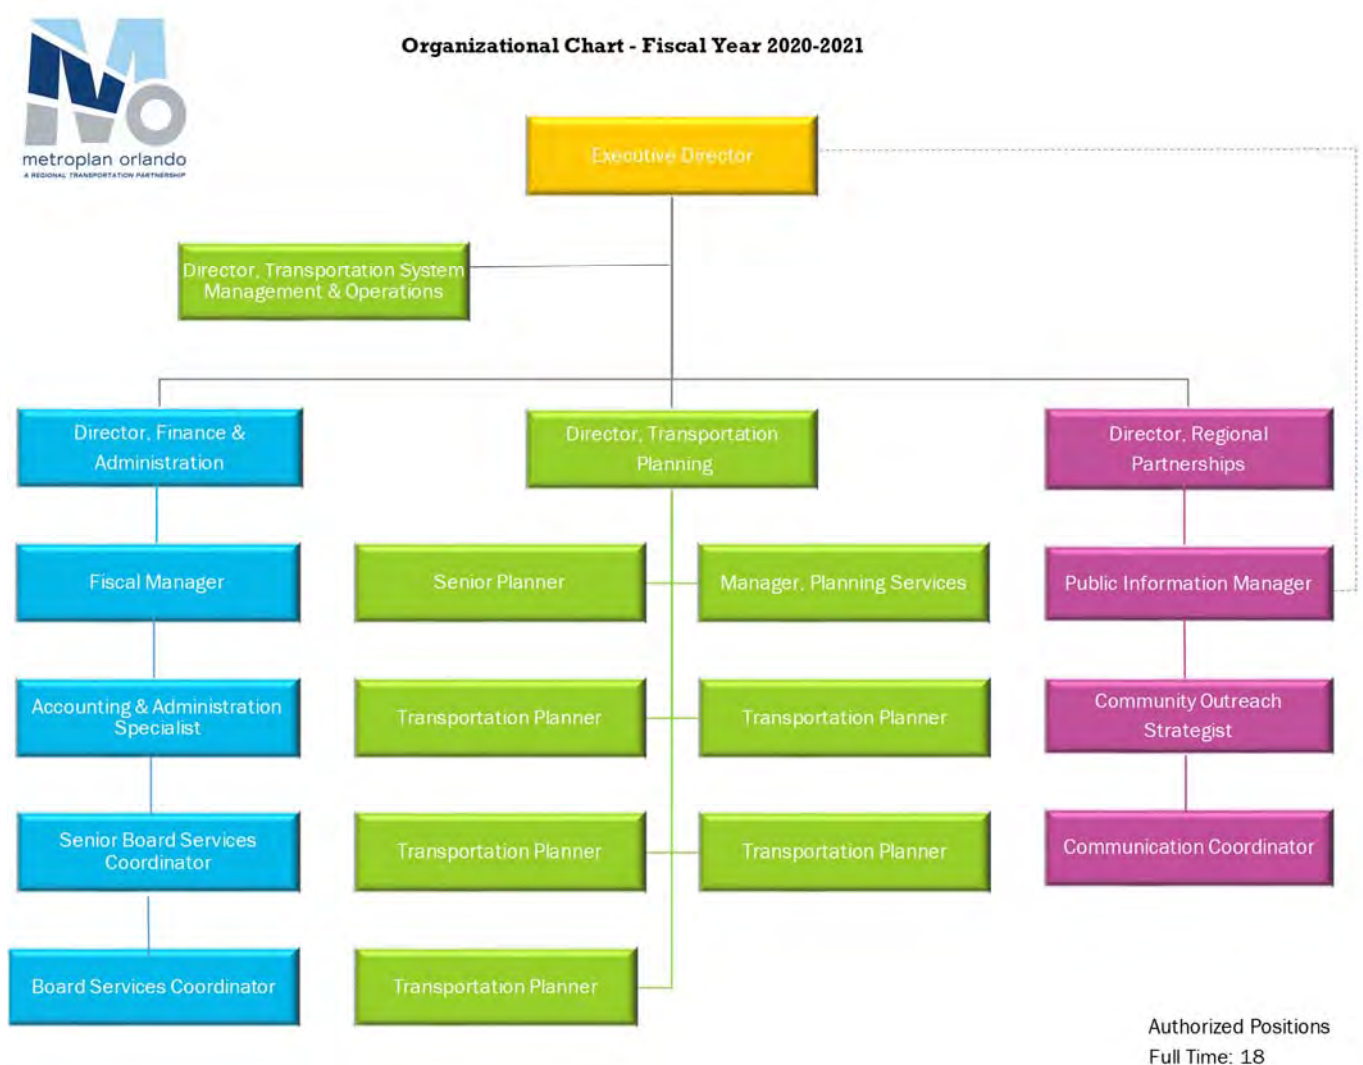 Organizational Chart - Fiscal Year 2020-2021
metroplan orlando
A REGIONAL TRANSPORTATION PARTNERSHIP
Executive Director
Director, Transportation System
Management & Operations
Director, Finance &
Administration
Director, Transportation
Planning
Director, Regional
Partnerships
Fiscal Manager
Senior Planner
Manager, Planning Services
Public Information Manager
Accounting & Administration
Specialist
Transportation Planner
Transportation Planner
Community Outreach
Strategist
Senior Board Services
Coordinator
Transportation Planner
Transportation Planner
Communication Coordinator
Board Services Coordinator
Transportation Planner
Authorized Positions
Full Time: 18